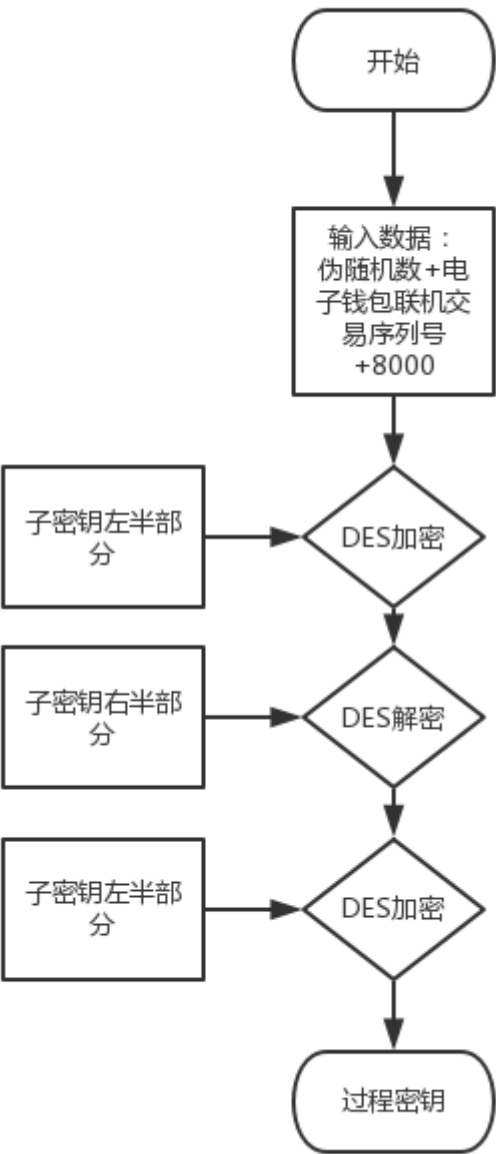 开始
输入数据：
伪随机数+电
子钱包联机交
易序列号
+8000
子密钥左半部
分
DES加密
子密钥右半部
分
DES解密
子密钥左半部
分
DES加密
过程密钥